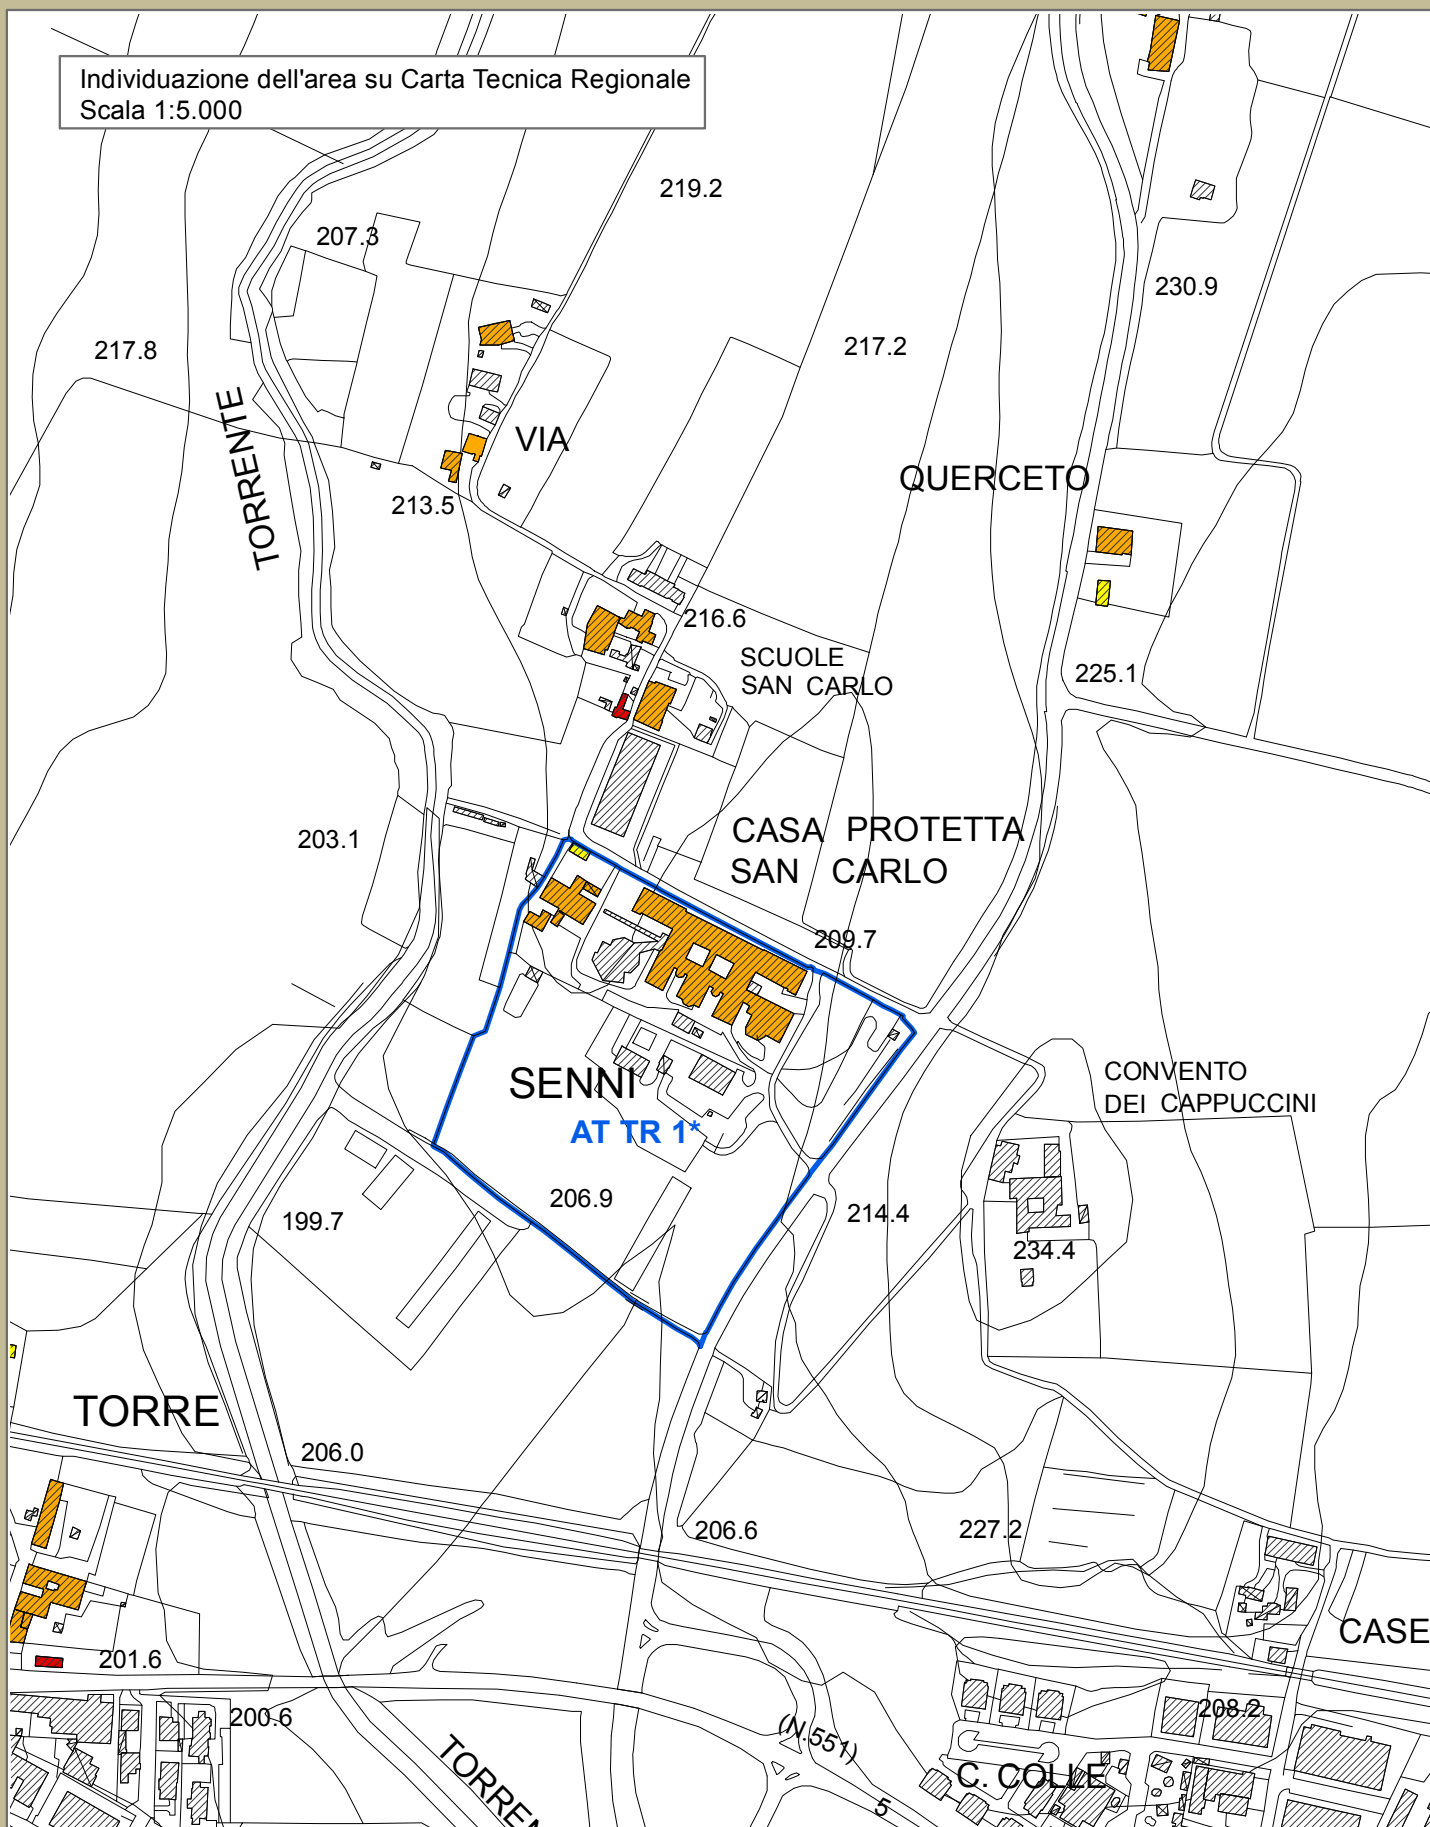 Individuazione dell'area su Carta Tecnica Regionale
Scala 1:5.000
219.2
207.3
230.9
217.8
217.2
TORRENTE
VIA
QUERCETO
213.5
216.6
SCUOLE
SAN CARLO
225.1
203.1
CASA PROTETTA
SAN CARLO
209.7
SENNI
CONVENTO
DEI CAPPUCCINI
AT TR 1*
206.9
199.7
214.4
234.4
TORRE
206.0
206.6
227.2
CASE
201.6
200.6
208.2
(N.551)
TORREN
C. COLLE
5